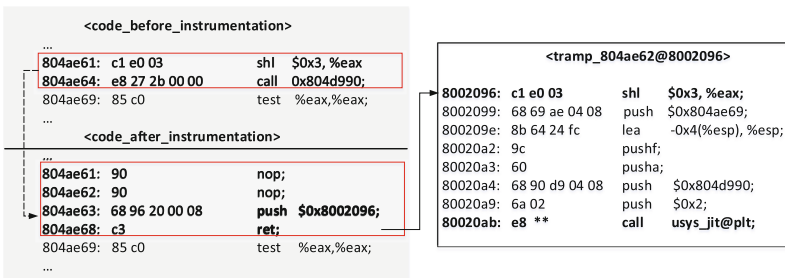 <code_before_instrumentation>
...
804ae61: c1 e0 03 shl $0x3, %eax
804ae64: e8 27 2b 00 00 call 0x804d990;
804ae69: 85 c0 test %eax,%eax;
...
<code_after_instrumentation>
...
804ae61: 90 nop;
804ae62: 90 nop;
804ae63: 68 96 20 00 08 push $0x8002096;
804ae68: c3 ret;
804ae69: 85 c0 test %eax,%eax;
...
<tramp_804ae62@8002096>
8002096: c1 e0 03 shl $0x3, %eax;
8002099: 68 69 ae 04 08 push $0x804ae69;
800209e: 8b 64 24 fc lea -0x4(%esp), %esp;
80020a2: 9c pushf;
80020a3: 60 pusha;
80020a4: 68 90 d9 04 08 push $0x804d990;
80020a9: 6a 02 push $0x2;
80020ab: e8 ** call usys_jit@plt;